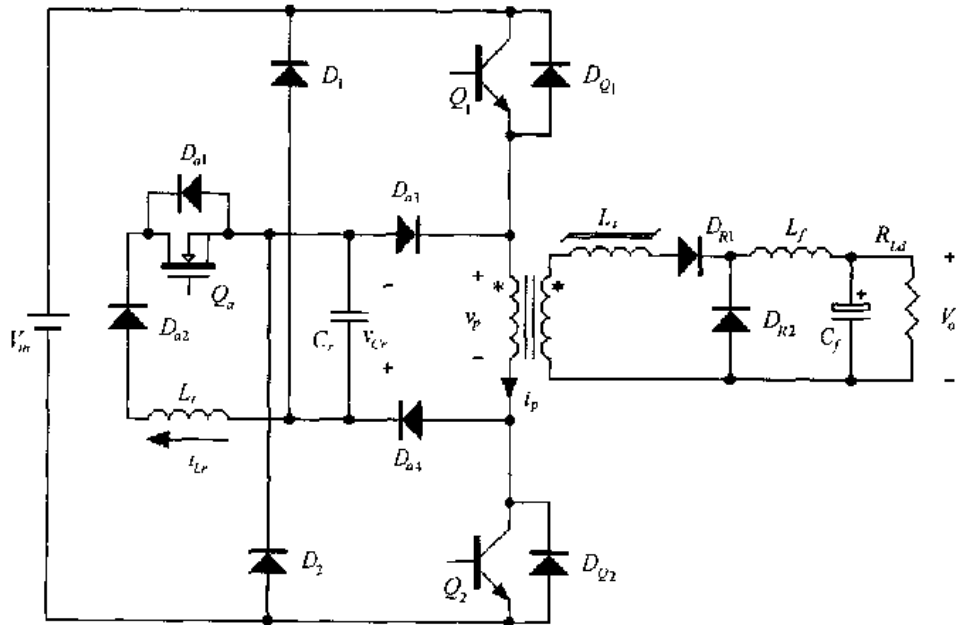 D1
Q1
DQ1
Da1
Da3
Ls
DR1
Lf
RLd
+
+
*
*
Qa
−
vp
+
Vo
Vin
Da2
Cr
vCr
DR2
Cf
−
+
−
Lr
ip
iLr
Da4
D2
Q2
DQ2